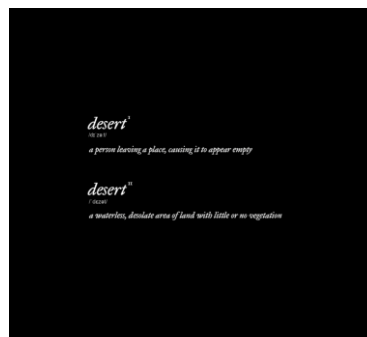 desert
a person leaving a place, causing it to appear empty
desert
a waterless, desolate area of land with little or no vegetation